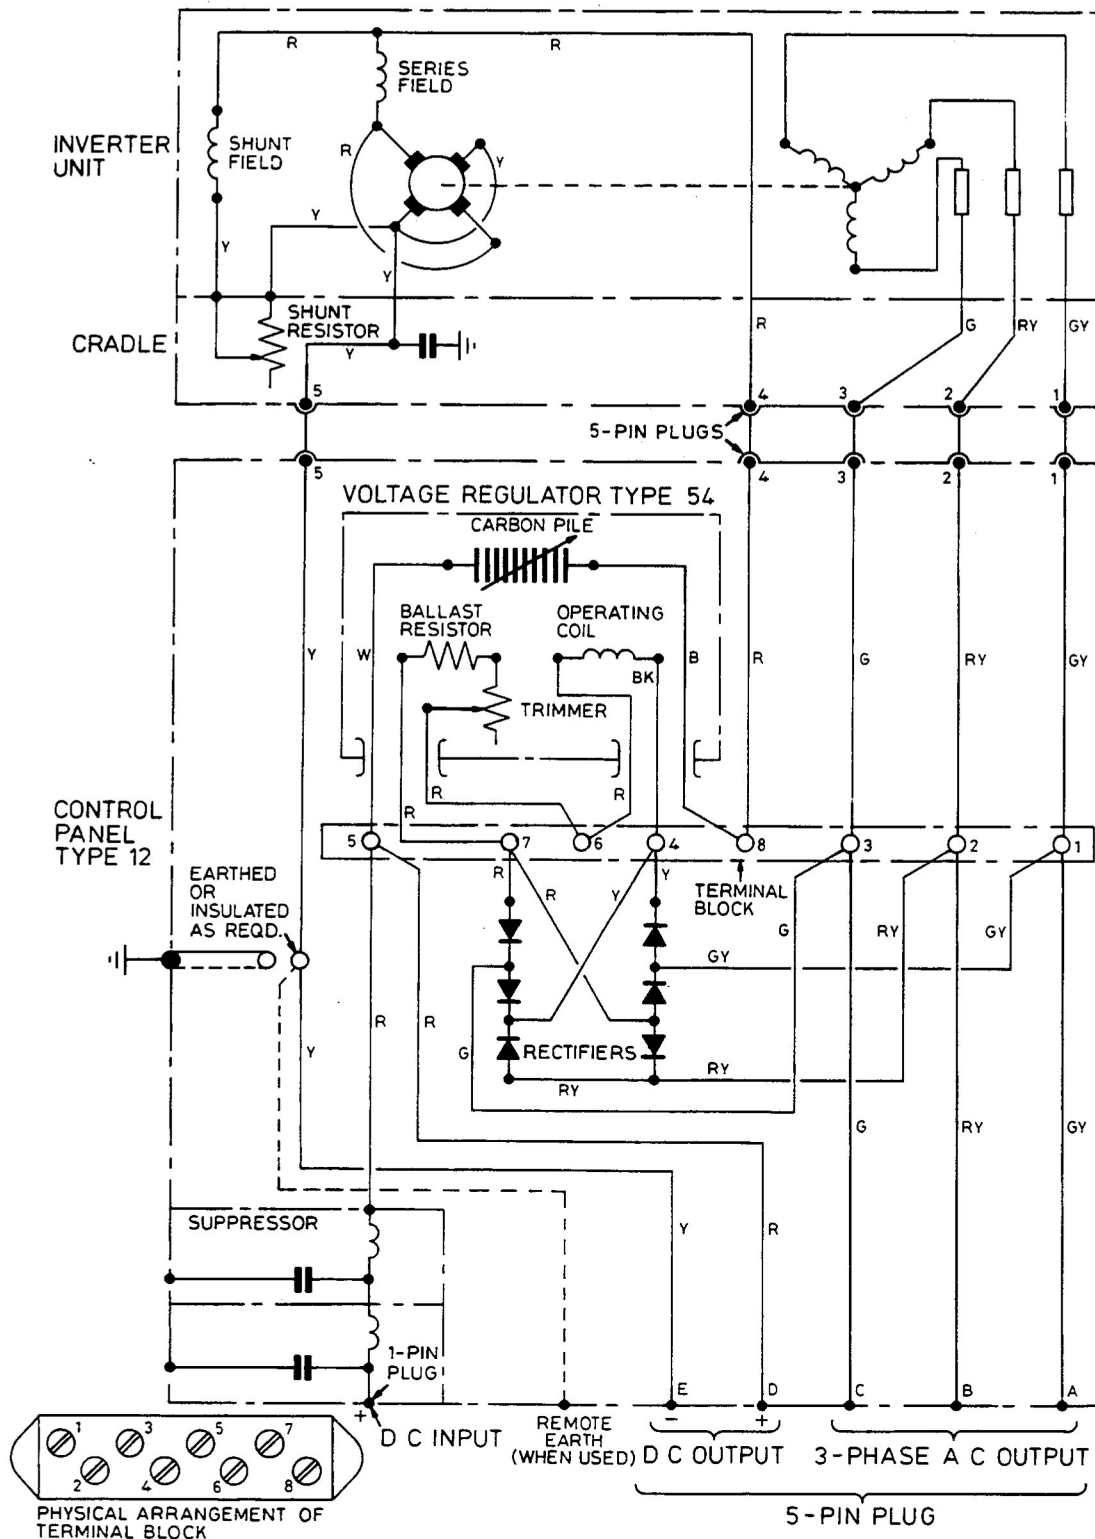 R
R
SERIES
FIELD
INVERTER
UNIT
SHUNT
FIELD
R
Y
Y
Y
Y
SHUNT
RESISTOR
CRADLE
Y
R
G
RY
GY
5
4
3
2
1
5-PIN PLUGS
5
4
3
2
1
VOLTAGE REGULATOR TYPE 54
CARBON PILE
BALLAST
RESISTOR
OPERATING
COIL
Y
W
BK
B
R
G
RY
GY
TRIMMER
R
R
R
CONTROL
PANEL
TYPE 12
5
7
6
4
8
3
2
1
EARTHED
OR
INSULATED
AS REQD.
R
R
Y
Y
TERMINAL
BLOCK
G
RY
GY
GY
R
R
Y
G
RECTIFIERS
RY
RY
G
RY
GY
SUPPRESSOR
Y
R
1-PIN
PLUG
E
D
C
B
A
+
D C INPUT
REMOTE
EARTH
(WHEN USED)
-
+
D C OUTPUT
3-PHASE A C OUTPUT
5-PIN PLUG
1
3
5
7
2
4
6
8
PHYSICAL ARRANGEMENT OF
TERMINAL BLOCK